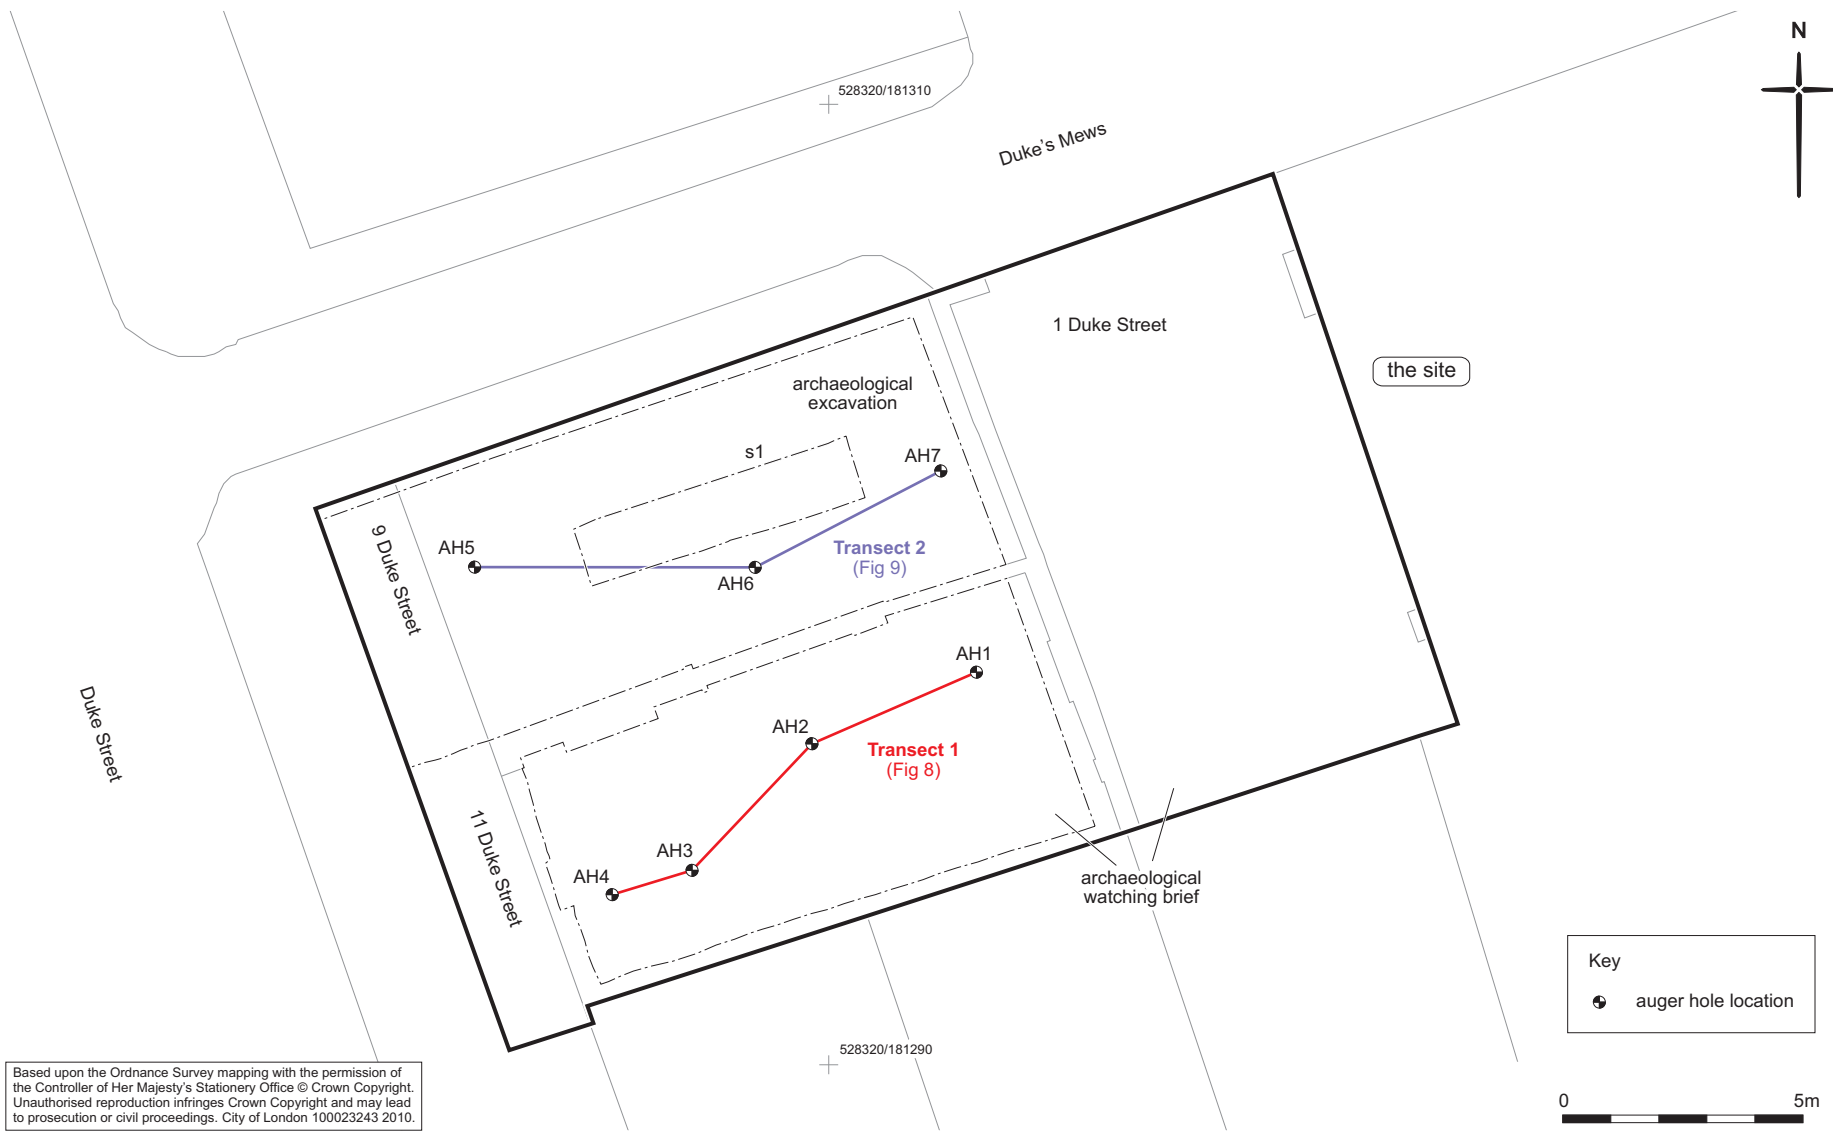 N
528320/181310
Duke's Mews
1 Duke Street
the site
archaeological
excavation
s1
AH7
9 Duke Street
AH5
AH6
Transect 2
(Fig 9)
AH1
AH2
Transect 1
(Fig 8)
Duke Street
11 Duke Street
AH3
AH4
archaeological
watching brief
Key
auger hole location
528320/181290
Based upon the Ordnance Survey mapping with the permission of
the Controller of Her Majesty's Stationery Office © Crown Copyright.
Unauthorised reproduction infringes Crown Copyright and may lead
to prosecution or civil proceedings. City of London 100023243 2010.
0 5m